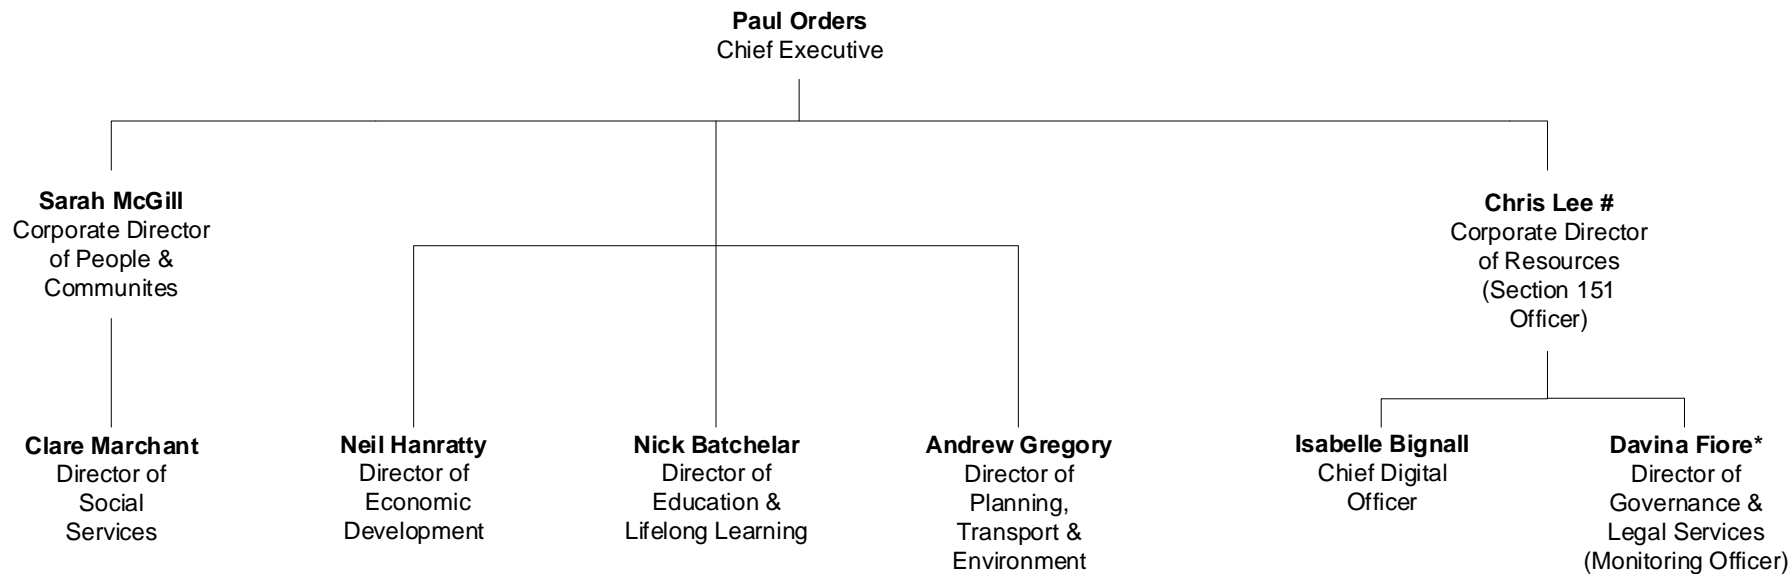 Paul Orders
Chief Executive
Sarah McGill
Corporate Director
of People &
Communites
Chris Lee #
Corporate Director
of Resources
(Section 151
Officer)
Clare Marchant
Director of
Social
Services
Neil Hanratty
Director of
Economic
Development
Nick Batchelar
Director of
Education &
Lifelong Learning
Andrew Gregory
Director of
Planning,
Transport &
Environment
Isabelle Bignall
Chief Digital
Officer
Davina Fiore*
Director of
Governance &
Legal Services
(Monitoring Officer)